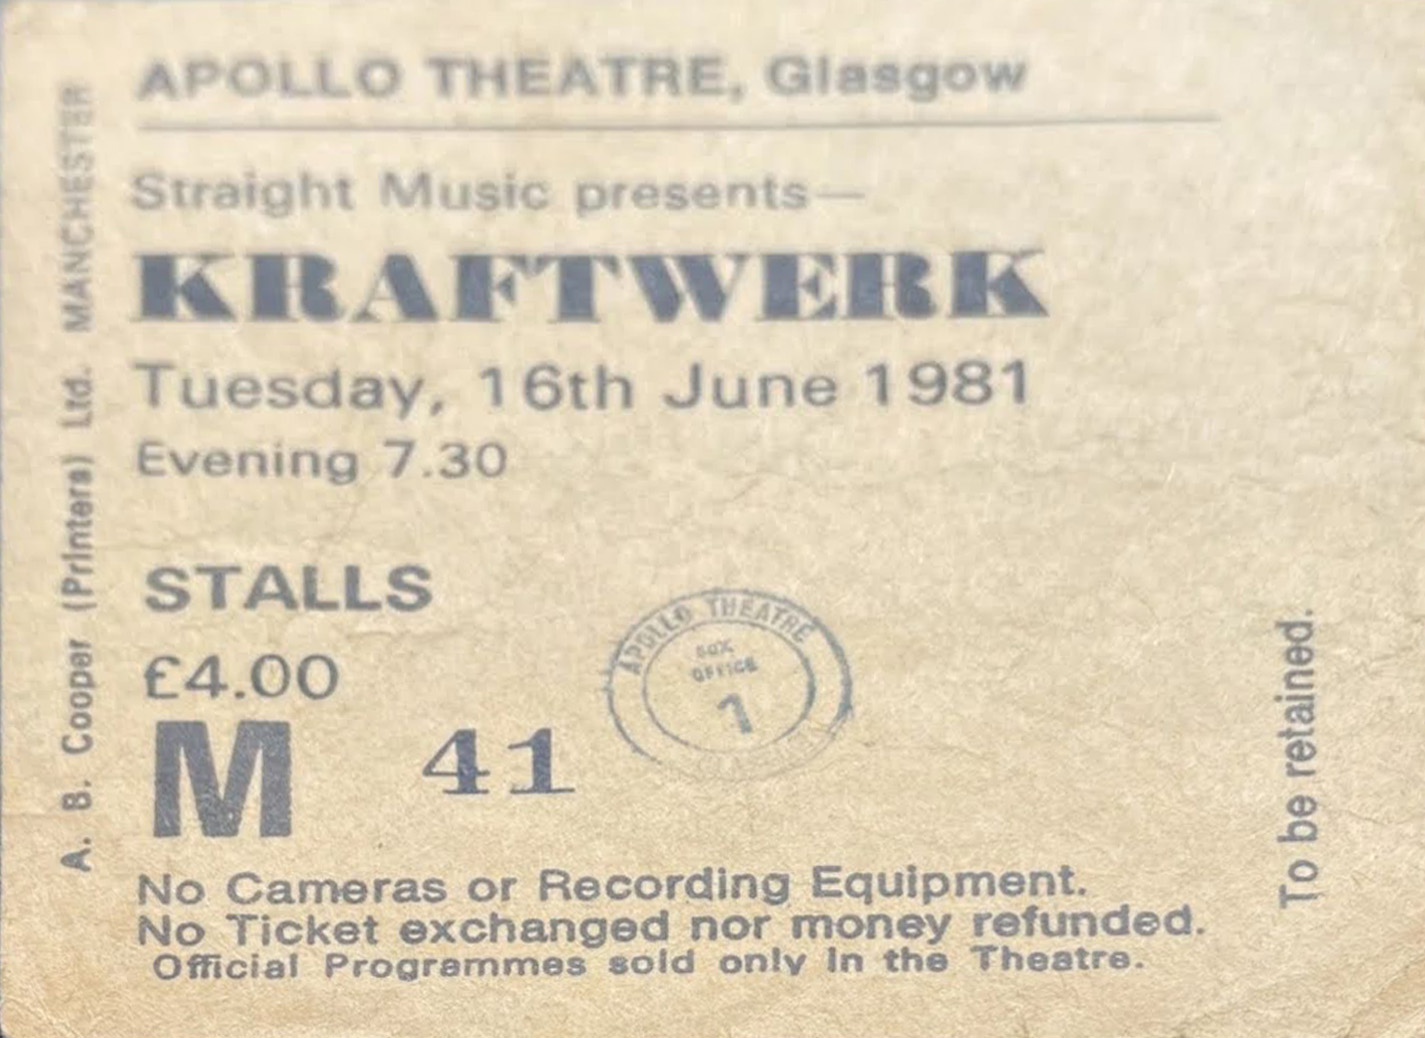 APOLLO THEATRE, Glasgow
Straight Music presents—
KRAFTWERK
Tuesday, 16th June 1981
Evening 7.30
STALLS
£4.00
M 41
APOLLO THEATRE
BOX
OFFICE
1
No Cameras or Recording Equipment.
No Ticket exchanged nor money refunded.
Official Programmes sold only in the Theatre.
A. B. Cooper (Printers) Ltd. MANCHESTER
To be retained.